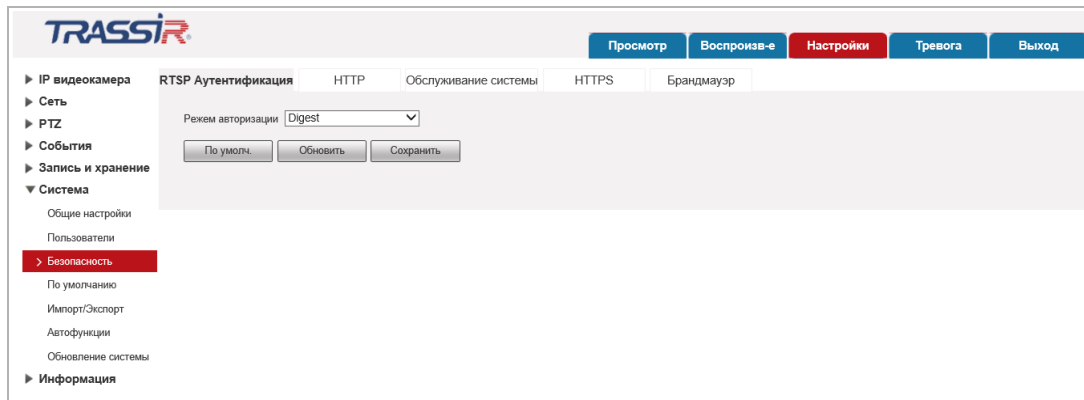 TRASSIR
Просмотр
Воспроизв-е
Настройки
Тревога
Выход
IP видеокамера
Сеть
PTZ
События
Запись и хранение
Система
Общие настройки
Пользователи
Безопасность
По умолчанию
Импорт/Экспорт
Автофункции
Обновление системы
Информация
RTSP Аутентификация
HTTP
Обслуживание системы
HTTPS
Брандмауэр
Режем авторизации Digest
По умолч.
Обновить
Сохранить